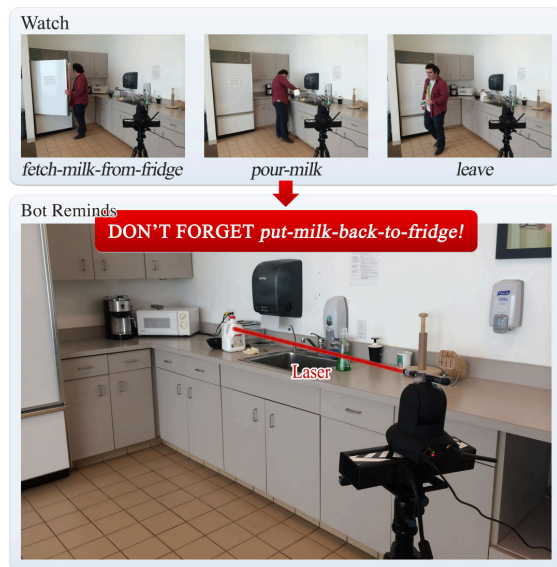 Watch
fetch-milk-from-fridge
pour-milk
leave
Bot Reminds
DON'T FORGET put-milk-back-to-fridge!
Laser